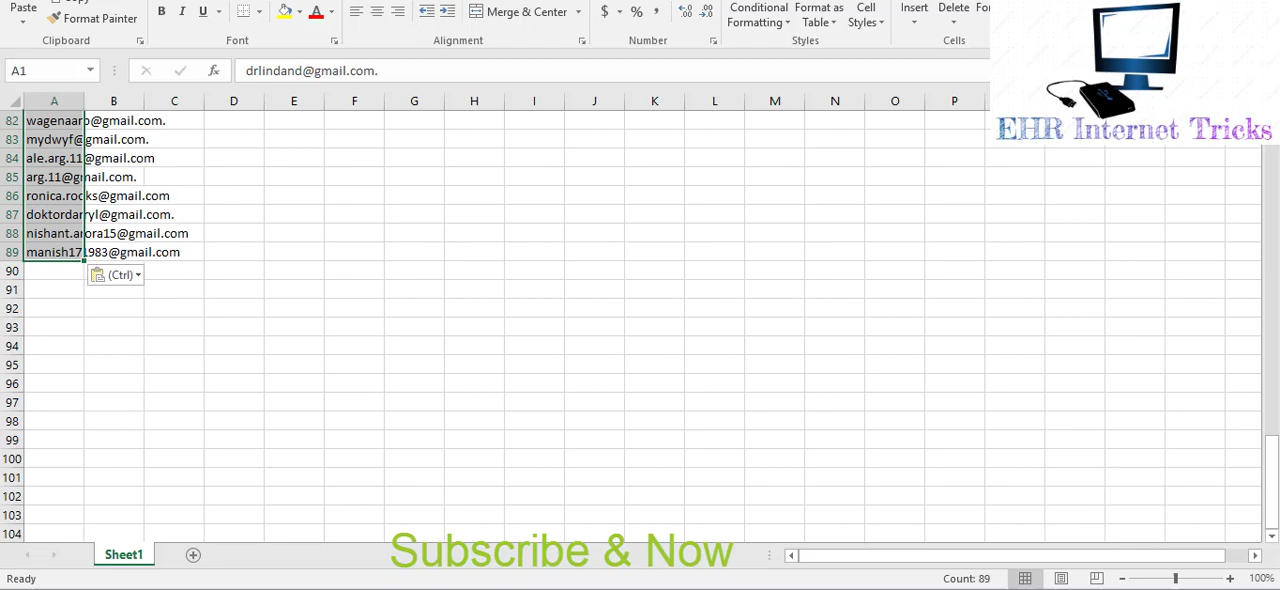 Paste
Format Painter
B I U
A
Merge & Center
$ % ,
Conditional Formatting
Format as Table
Cell Styles
Insert
Delete
Clipboard
Font
Alignment
Number
Styles
Cells
A1
fx
drlindand@gmail.com.
EHR Internet Tricks
A B C D E F G H I J K L M N O P
82 wagenaarb@gmail.com.
83 mydwyf@gmail.com.
84 ale.arg.11@gmail.com
85 arg.11@gmail.com.
86 ronica.rocks@gmail.com
87 doktordarryl@gmail.com.
88 nishant.arora15@gmail.com
89 manish171983@gmail.com
90
(Ctrl)
91
92
93
94
95
96
97
98
99
100
101
102
103
104
Subscribe & Now
Sheet1
Ready
Count: 89
100%